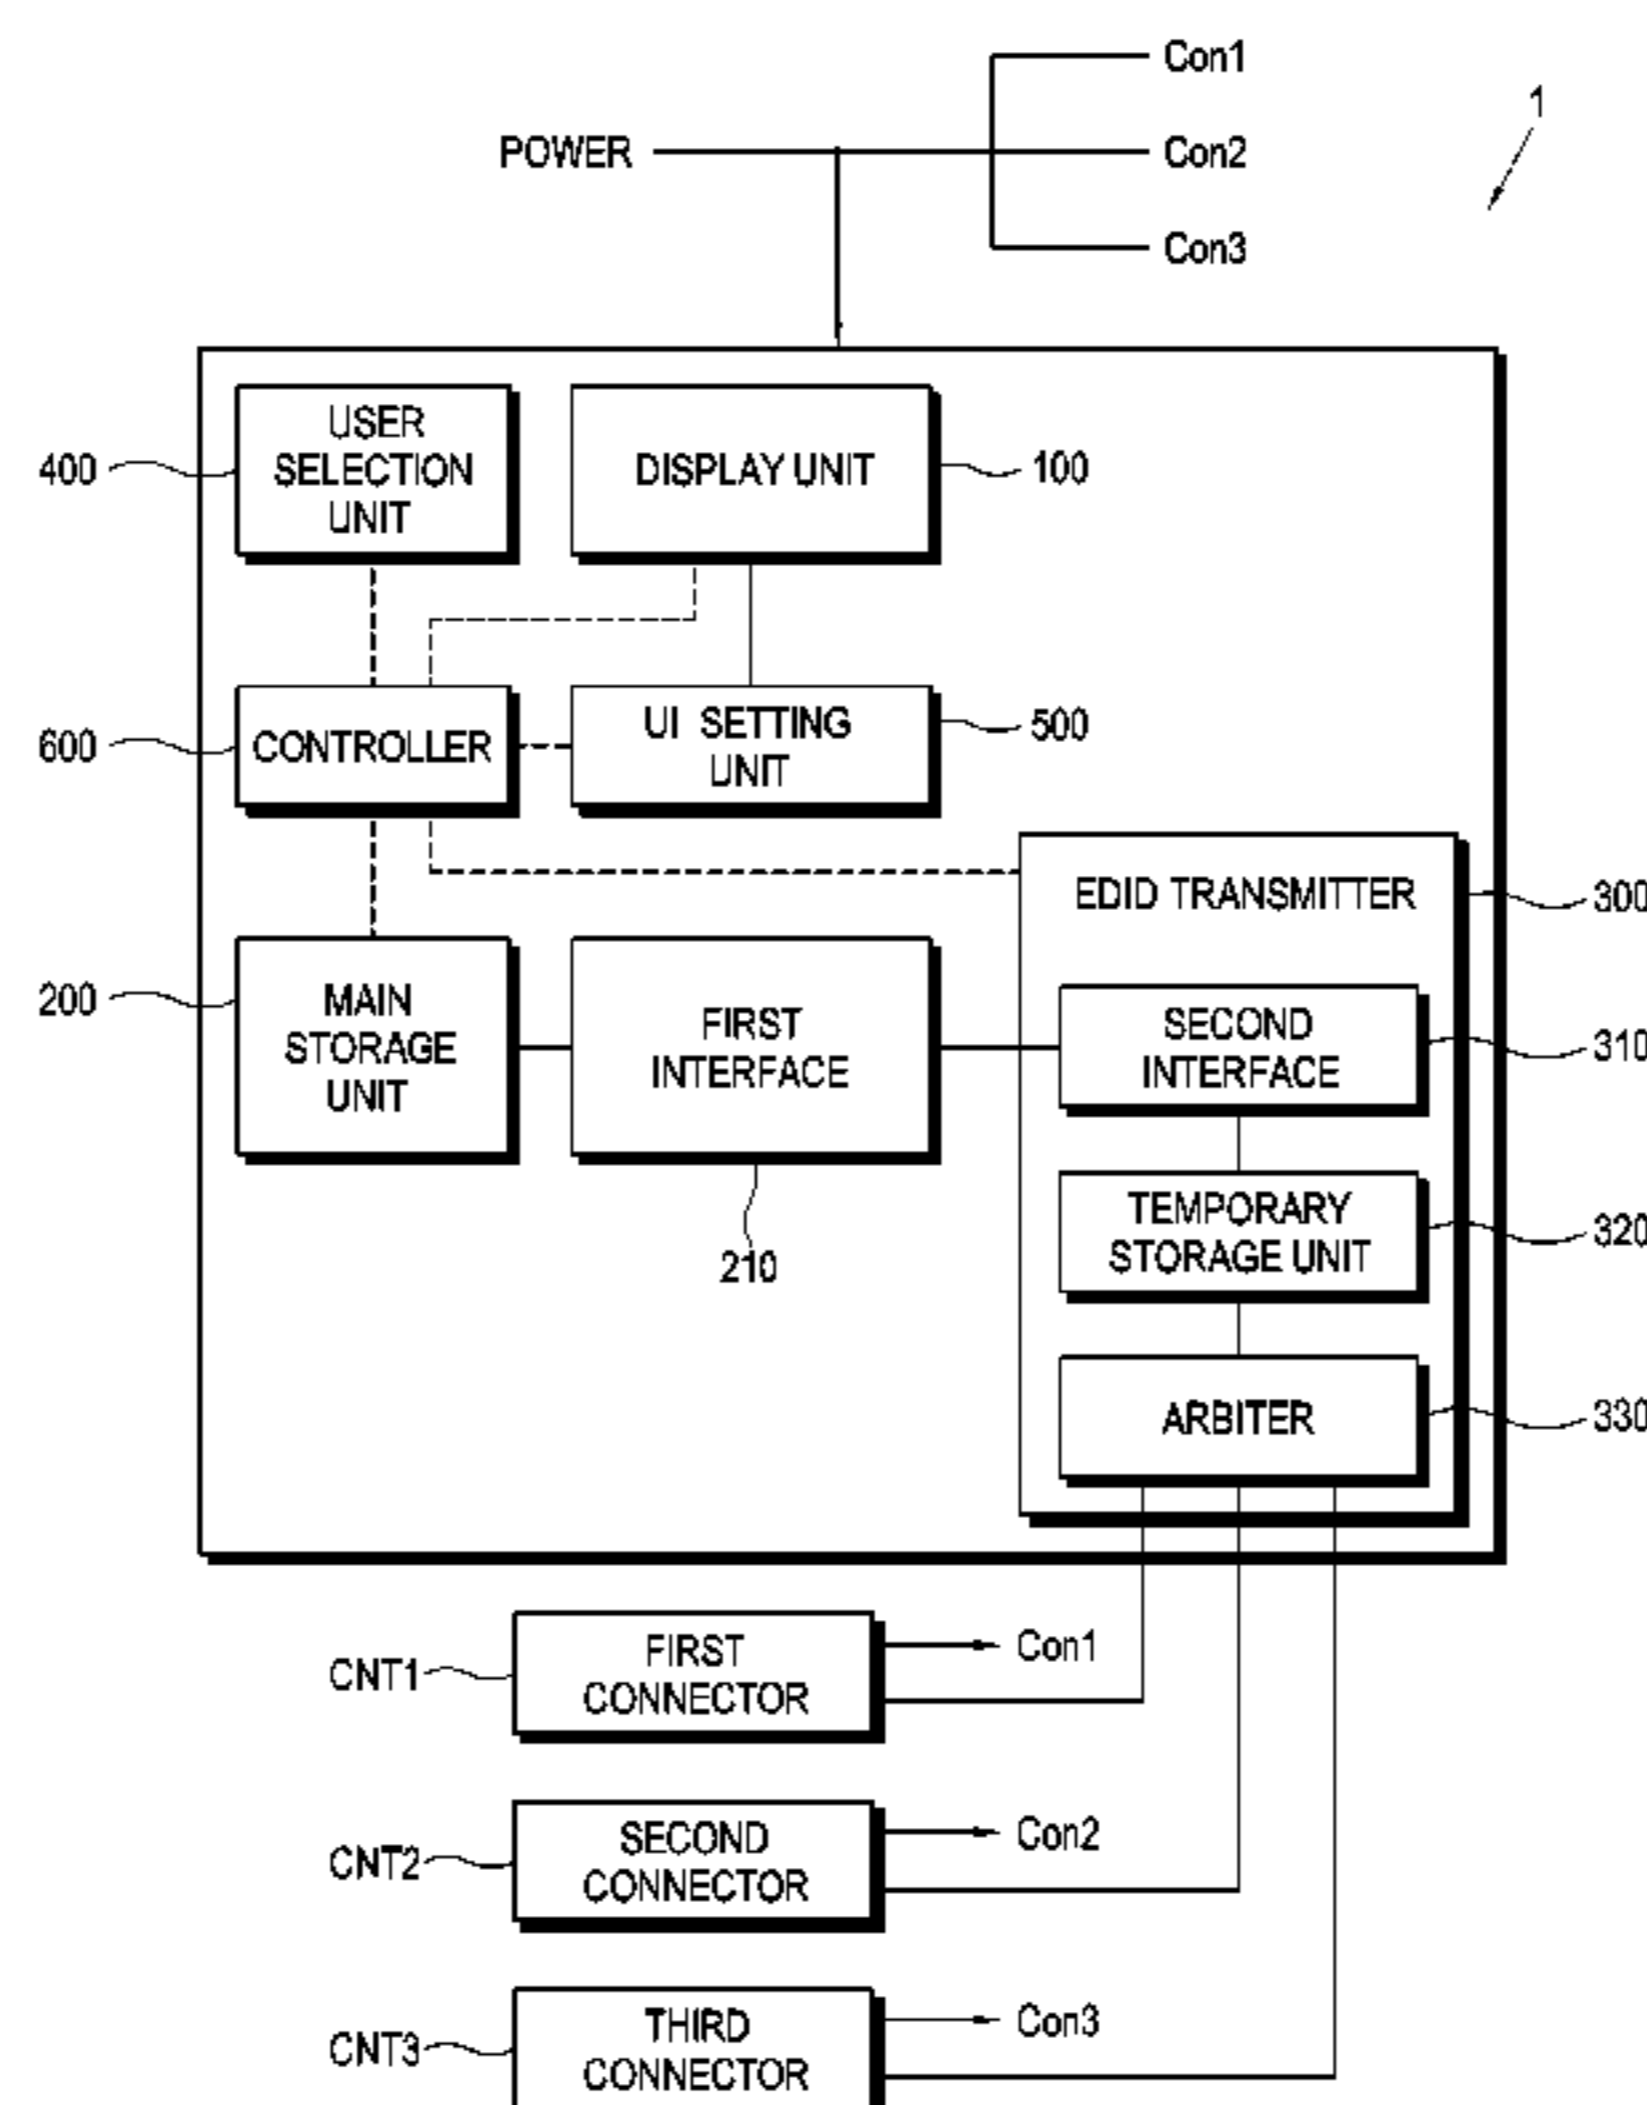 Con1
1
POWER
Con2
Con3
USER
SELECTION
UNIT
400
DISPLAY UNIT
100
600
CONTROLLER
UI SETTING
UNIT
500
EDID TRANSMITTER
300
200
MAIN
STORAGE
UNIT
FIRST
INTERFACE
210
SECOND
INTERFACE
310
TEMPORARY
STORAGE UNIT
320
ARBITER
330
CNT1
FIRST
CONNECTOR
Con1
CNT2
SECOND
CONNECTOR
Con2
CNT3
THIRD
CONNECTOR
Con3